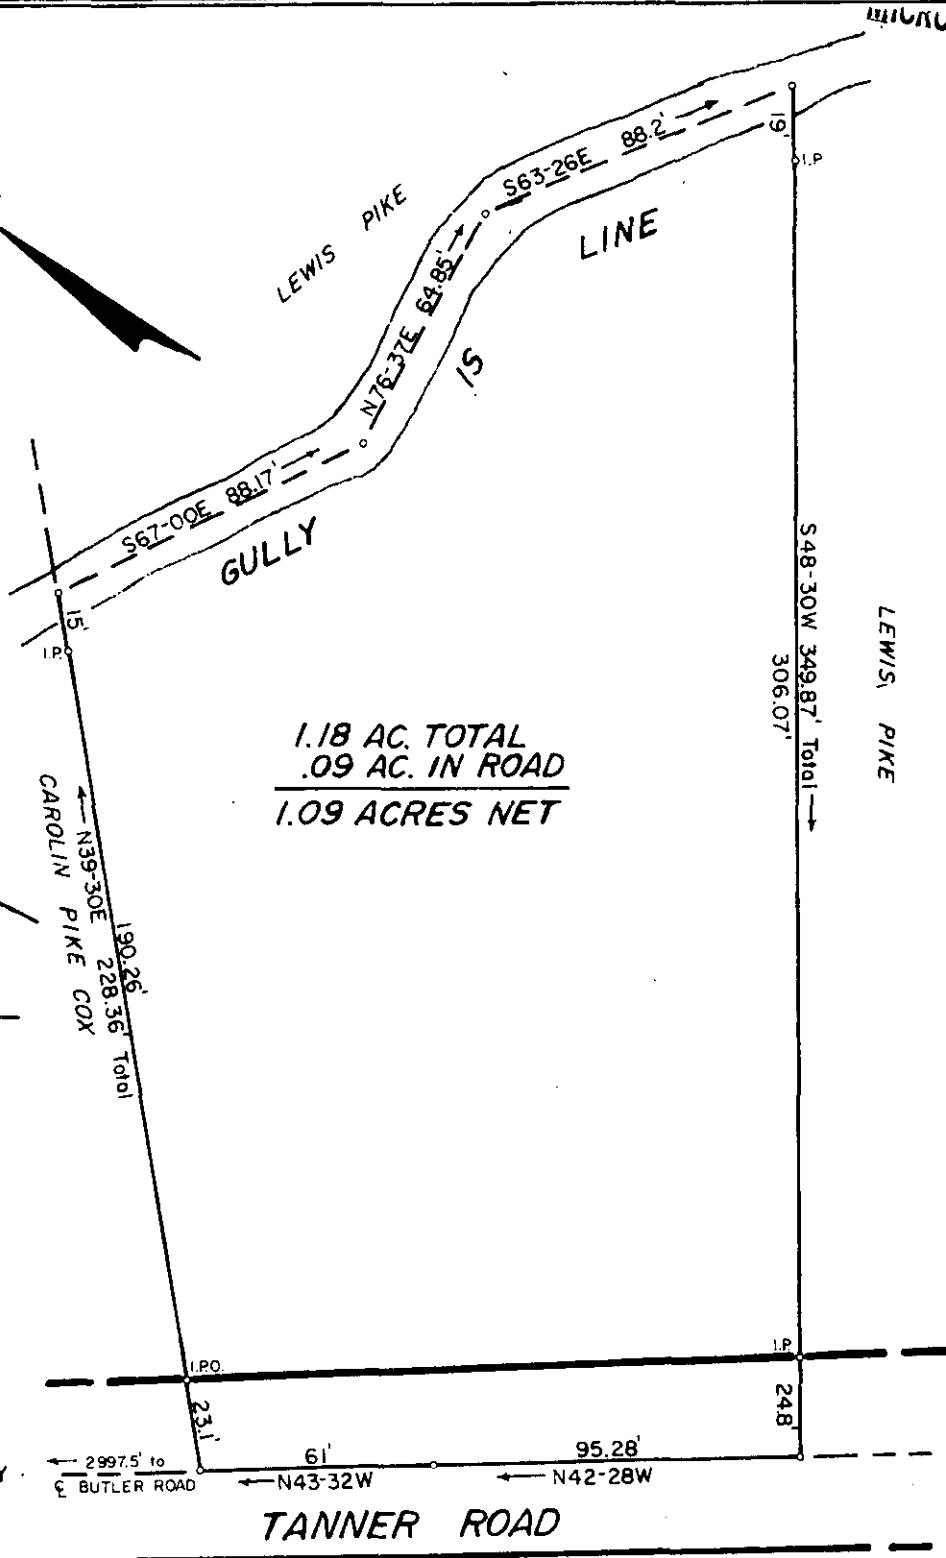 S63-26E 88.2'
19'
I.P
LEWIS PIKE
LINE
N76-37E 64.85'
IS
S67-00E 88.17'
GULLY
15'
I.P.
S48-30W 349.87' Total
306.07'
LEWIS PIKE
1.18 AC. TOTAL
.09 AC. IN ROAD
1.09 ACRES NET
CAROLIN PIKE COX
N39-30E 228.36' Total
190.26'
I.P.O.
I.P.
23.1'
24.8'
2997.5' to
℄ BUTLER ROAD
61'
95.28'
N43-32W
N42-28W
TANNER ROAD